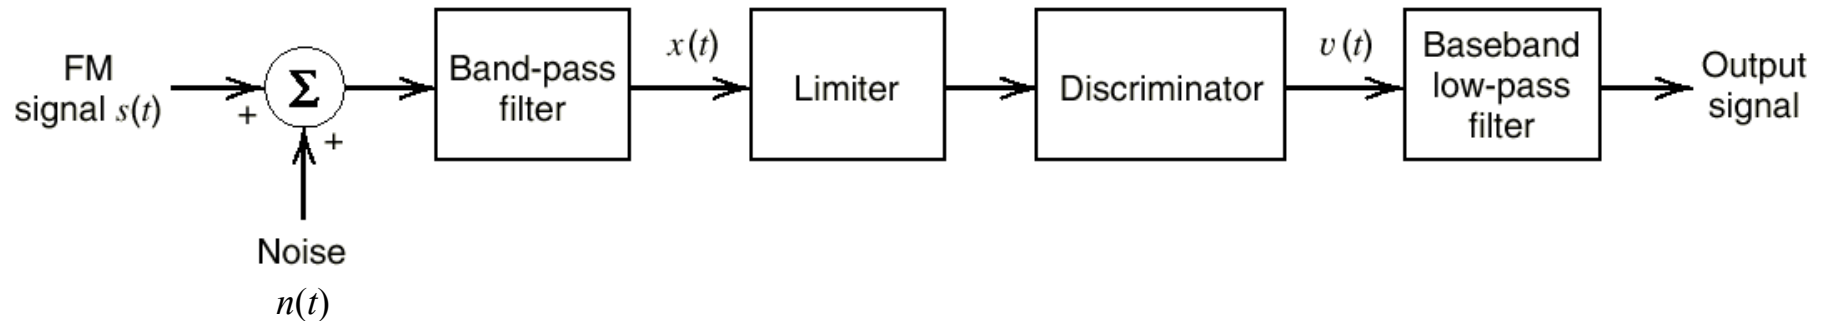 FM
signal s(t)
+
Σ
+
Noise
n(t)
Band-pass
filter
x(t)
Limiter
Discriminator
v(t)
Baseband
low-pass
filter
Output
signal